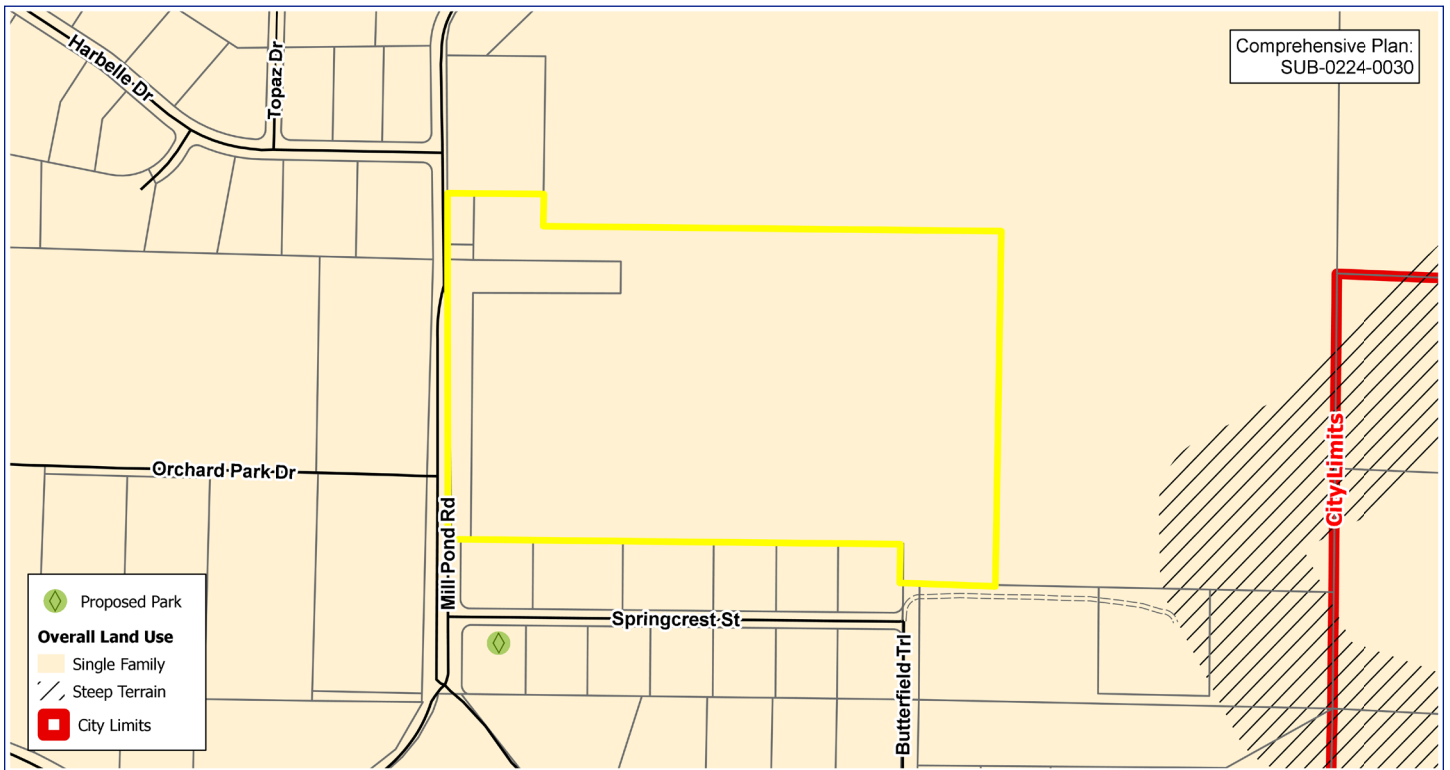 Comprehensive Plan:
SUB-0224-0030
Harbelle Dr
Topaz Dr
Orchard Park Dr
Mill Pond Rd
Springcrest St
Butterfield Trl
City Limits
Proposed Park
Overall Land Use
Single Family
Steep Terrain
City Limits